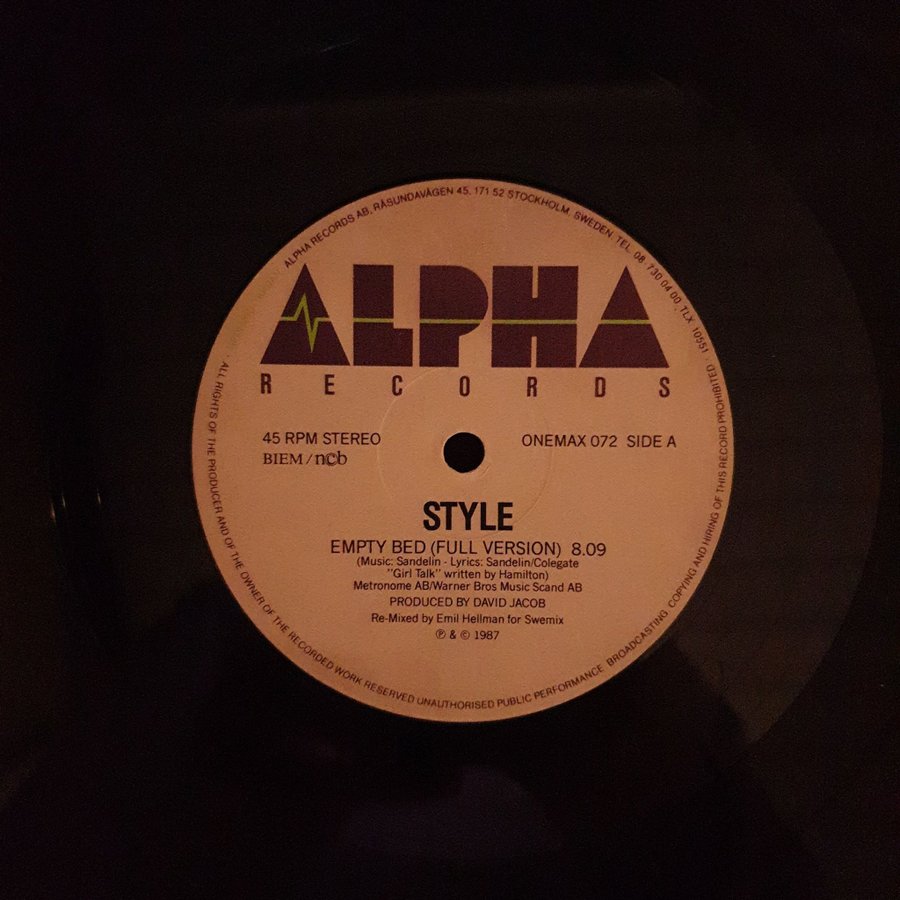 ALPHA RECORDS AB, RÅSUNDAVÄGEN 45, 171 52 STOCKHOLM, SWEDEN TEL 08-730 04 00 TLX 10551
ALPHA
RECORDS
45 RPM STEREO
ONEMAX 072 SIDE A
BIEM/ncb
STYLE
EMPTY BED (FULL VERSION) 8.09
(Music: Sandelin - Lyrics: Sandelin/Colegate
"Girl Talk" written by Hamilton)
Metronome AB/Warner Bros Music Scand AB
PRODUCED BY DAVID JACOB
Re-Mixed by Emil Hellman for Swemix
℗ & © 1987
· ALL RIGHTS OF THE PRODUCER AND OF THE OWNER OF THE RECORDED WORK RESERVED UNAUTHORISED PUBLIC PERFORMANCE BROADCASTING COPYING AND HIRING OF THIS RECORD PROHIBITED ·